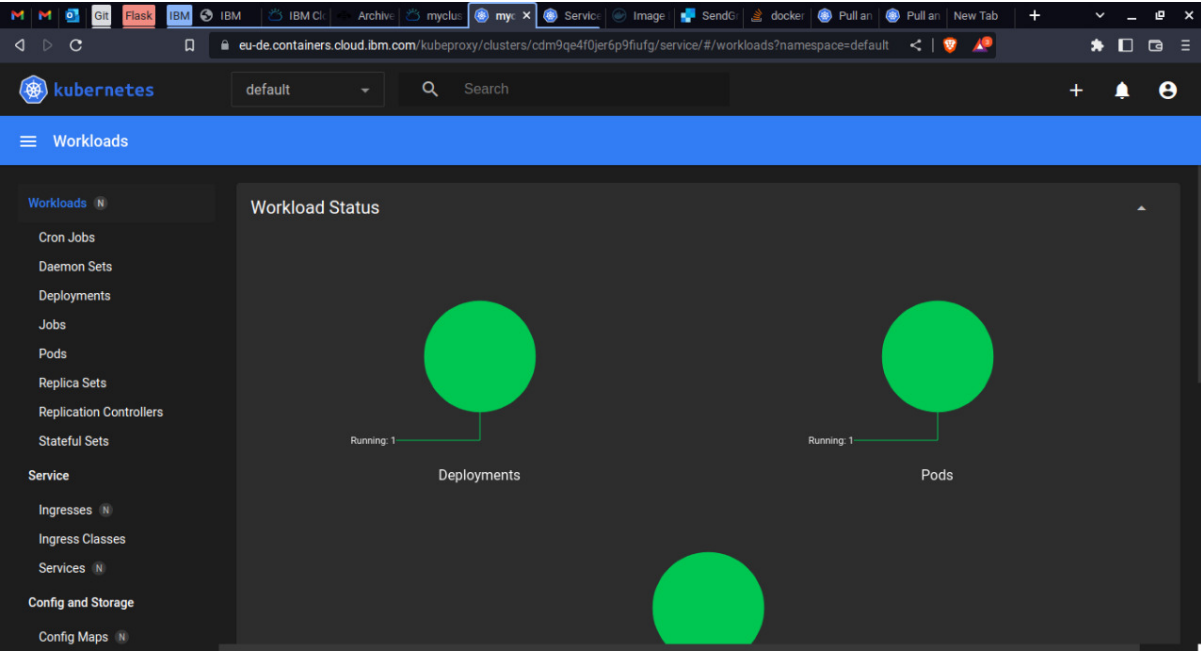 Git Flask IBM IBM IBM Cl Archive myclus my Service Image SendG docker Pull an Pull an New Tab
eu-de.containers.cloud.ibm.com/kubeproxy/clusters/cdm9qe4f0jer6p9fiufg/service/#/workloads?namespace=default
kubernetes
default
Search
Workloads
Workloads N
Cron Jobs
Daemon Sets
Deployments
Jobs
Pods
Replica Sets
Replication Controllers
Stateful Sets
Service
Ingresses N
Ingress Classes
Services N
Config and Storage
Config Maps N
Workload Status
Running: 1
Deployments
Running: 1
Pods